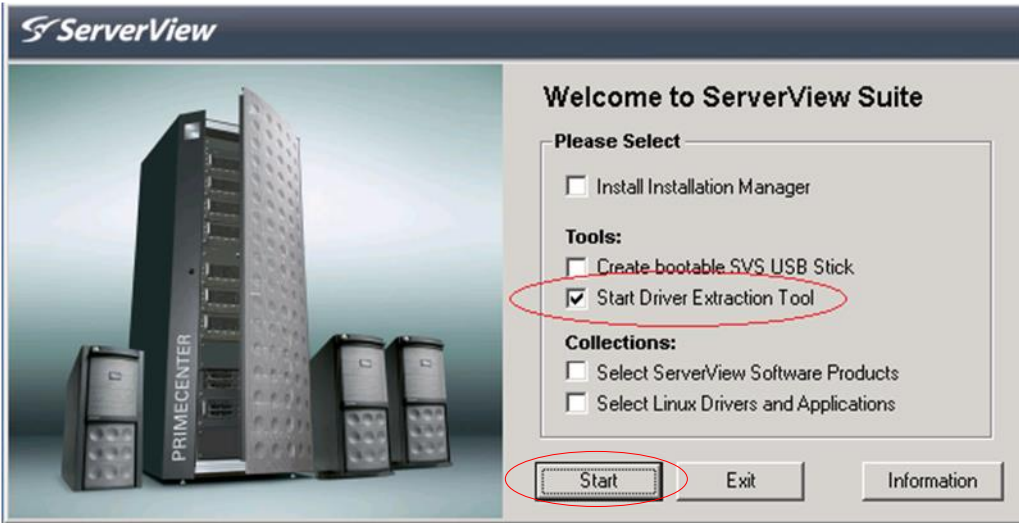 ServerView
Welcome to ServerView Suite
Please Select
Install Installation Manager
Tools:
Create bootable SVS USB Stick
Start Driver Extraction Tool
Collections:
Select ServerView Software Products
Select Linux Drivers and Applications
PRIMECENTER
Start
Exit
Information